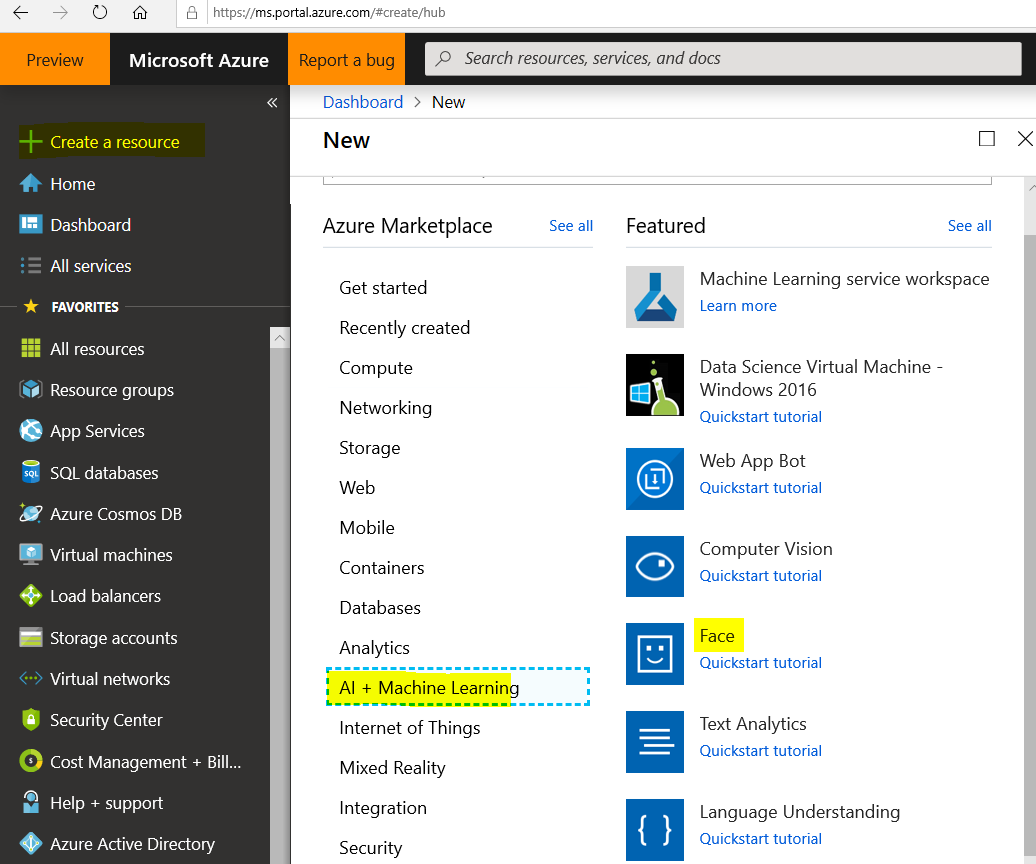 https://ms.portal.azure.com/#create/hub
Preview
Microsoft Azure
Report a bug
Search resources, services, and docs
Create a resource
Home
Dashboard
All services
FAVORITES
All resources
Resource groups
App Services
SQL
SQL databases
Azure Cosmos DB
Virtual machines
Load balancers
Storage accounts
Virtual networks
Security Center
Cost Management + Bill...
Help + support
Azure Active Directory
Dashboard > New
New
Azure Marketplace
See all
Get started
Recently created
Compute
Networking
Storage
Web
Mobile
Containers
Databases
Analytics
AI + Machine Learning
Internet of Things
Mixed Reality
Integration
Security
Featured
See all
Machine Learning service workspace
Learn more
Data Science Virtual Machine -
Windows 2016
Quickstart tutorial
Web App Bot
Quickstart tutorial
Computer Vision
Quickstart tutorial
Face
Quickstart tutorial
Text Analytics
Quickstart tutorial
Language Understanding
Quickstart tutorial